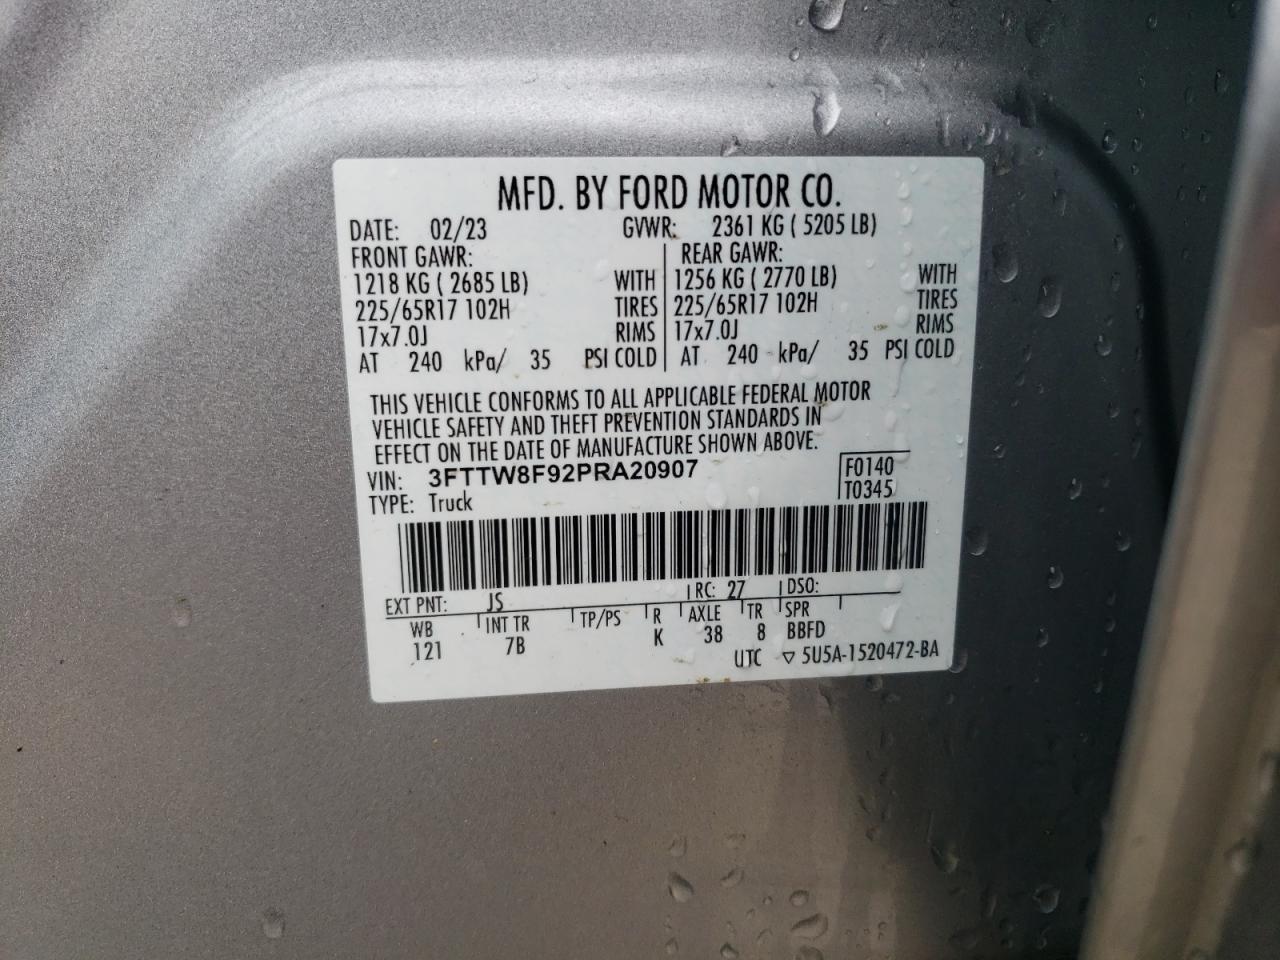 MFD. BY FORD MOTOR CO.
DATE: 02/23 GVWR: 2361 KG ( 5205 LB)
FRONT GAWR: REAR GAWR:
1218 KG ( 2685 LB) WITH 1256 KG ( 2770 LB) WITH
225/65R17 102H TIRES 225/65R17 102H TIRES
17x7.0J RIMS 17x7.0J RIMS
AT 240 kPa/ 35 PSI COLD AT 240 kPa/ 35 PSI COLD
THIS VEHICLE CONFORMS TO ALL APPLICABLE FEDERAL MOTOR
VEHICLE SAFETY AND THEFT PREVENTION STANDARDS IN
EFFECT ON THE DATE OF MANUFACTURE SHOWN ABOVE.
VIN: 3FTTW8F92PRA20907 F0140
TYPE: Truck T0345
EXT PNT: JS RC: 27 DSO:
WB INT TR TP/PS R AXLE TR SPR
121 7B K 38 8 BBFD
UTC ▽ 5U5A-1520472-BA